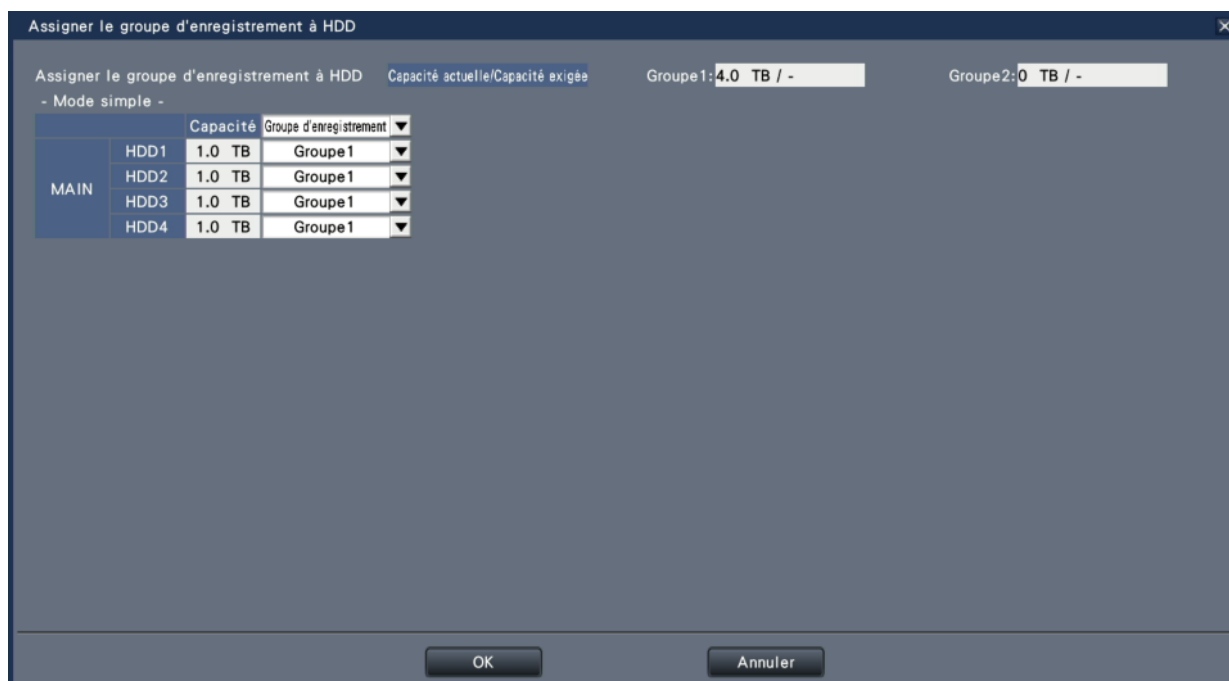 Assigner le groupe d'enregistrement à HDD
Assigner le groupe d'enregistrement à HDD Capacité actuelle/Capacité exigée Groupe1: 4.0 TB / - Groupe2: 0 TB / -
- Mode simple -
Capacité Groupe d'enregistrement ▼
MAIN
HDD1 1.0 TB Groupe1 ▼
HDD2 1.0 TB Groupe1 ▼
HDD3 1.0 TB Groupe1 ▼
HDD4 1.0 TB Groupe1 ▼
OK Annuler